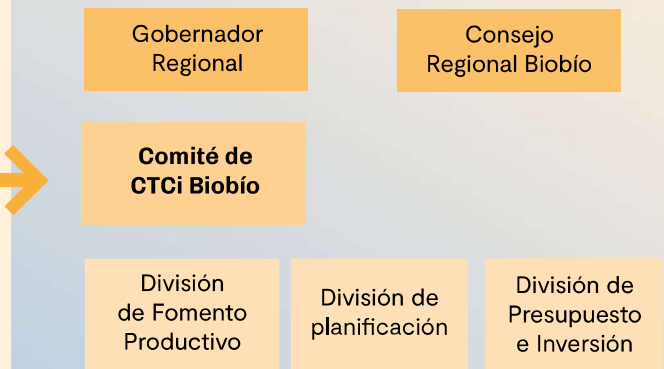 Gobernador
Regional
Consejo
Regional Biobío
Comité de
CTCi Biobío
División
de Fomento
Productivo
División de
planificación
División de
Presupuesto
e Inversión